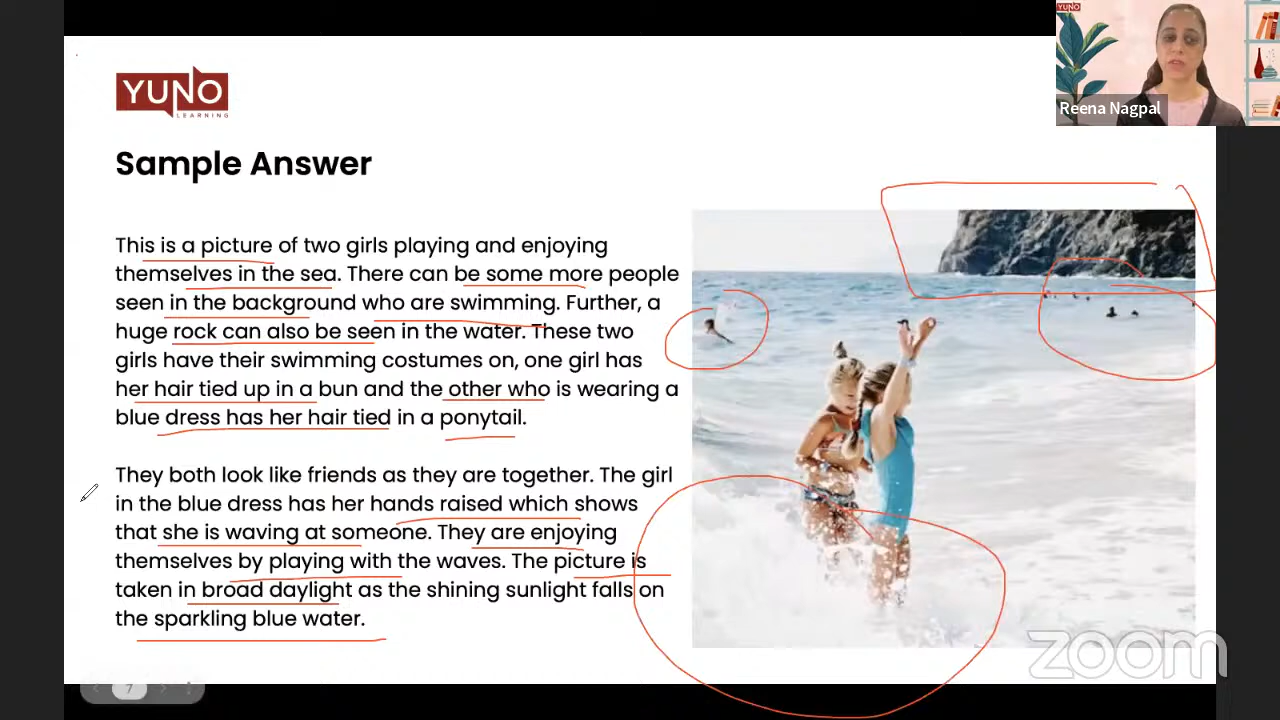 YUNO
Reena Nagpal
YUNO
LEARNING
Sample Answer
This is a picture of two girls playing and enjoying
themselves in the sea. There can be some more people
seen in the background who are swimming. Further, a
huge rock can also be seen in the water. These two
girls have their swimming costumes on, one girl has
her hair tied up in a bun and the other who is wearing a
blue dress has her hair tied in a ponytail.
They both look like friends as they are together. The girl
in the blue dress has her hands raised which shows
that she is waving at someone. They are enjoying
themselves by playing with the waves. The picture is
taken in broad daylight as the shining sunlight falls on
the sparkling blue water.
7
zoom